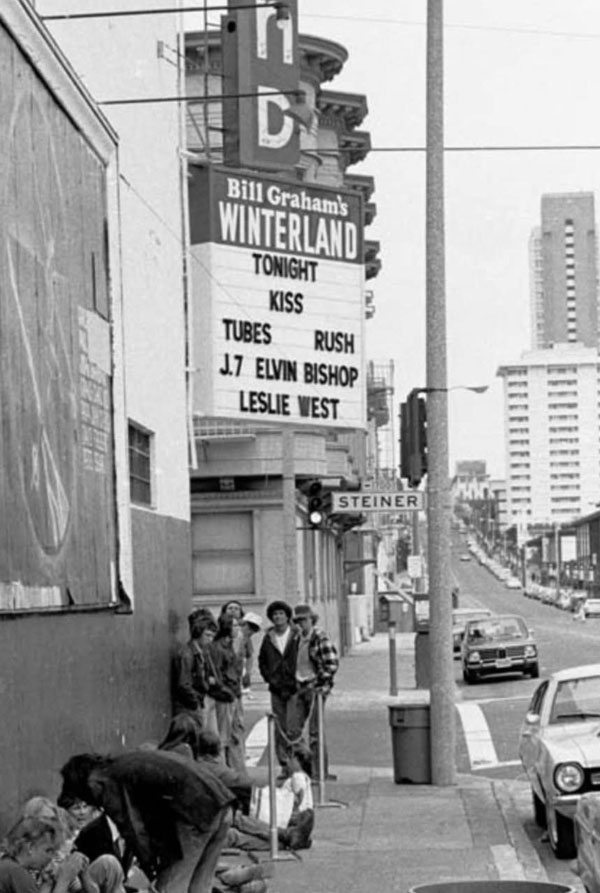 n
D
Bill Graham's
WINTERLAND
TONIGHT
KISS
TUBES RUSH
J.7 ELVIN BISHOP
LESLIE WEST
STEINER